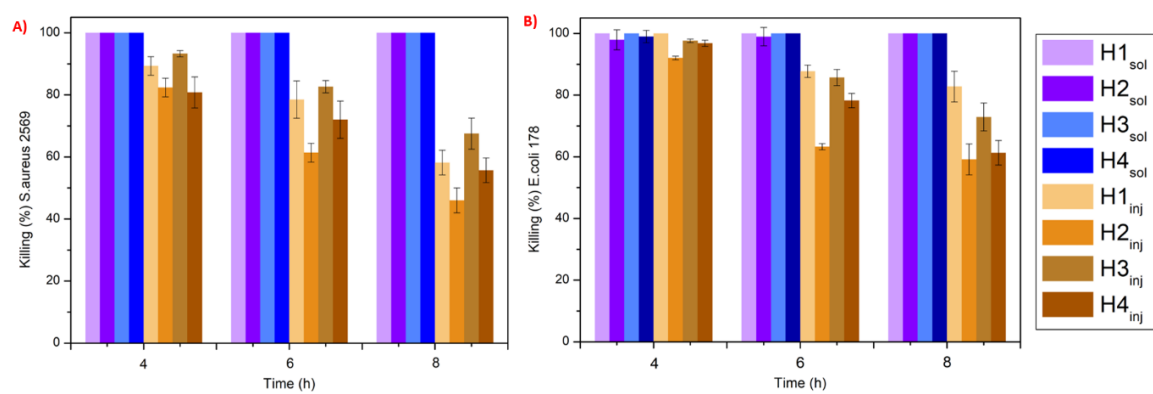 A)
Killing (%) S.aureus 2569
100
80
60
40
20
0
4 6 8
Time (h)
B)
Killing (%) E.coli 178
100
80
60
40
20
0
4 6 8
Time (h)
H1sol
H2sol
H3sol
H4sol
H1inj
H2inj
H3inj
H4inj